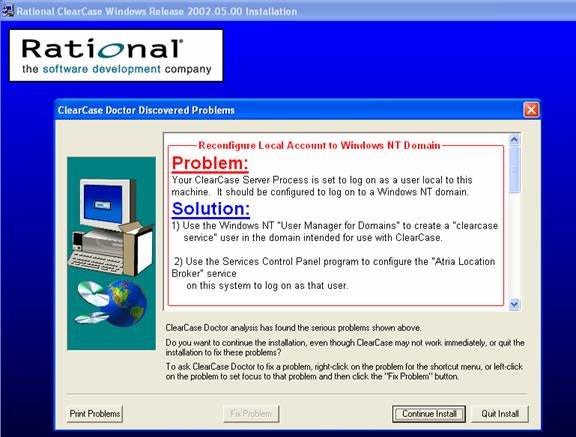 Rational ClearCase Windows Release 2002.05.00 Installation
Rational®
the software development company
ClearCase Doctor Discovered Problems
Reconfigure Local Account to Windows NT Domain
Problem:
Your ClearCase Server Process is set to log on as a user local to this
machine. It should be configured to log on to a Windows NT domain.
Solution:
1) Use the Windows NT "User Manager for Domains" to create a "clearcase
service" user in the domain intended for use with ClearCase.
2) Use the Services Control Panel program to configure the "Atria Location
Broker" service
on this system to log on as that user.
ClearCase Doctor analysis has found the serious problems shown above.
Do you want to continue the installation, even though ClearCase may not work immediately, or quit the
installation to fix these problems?
To ask ClearCase Doctor to fix a problem, right-click on the problem for the shortcut menu, or left-click
on the problem to set focus to that problem and then click the "Fix Problem" button.
Print Problems
Fix Problem
Continue Install
Quit Install